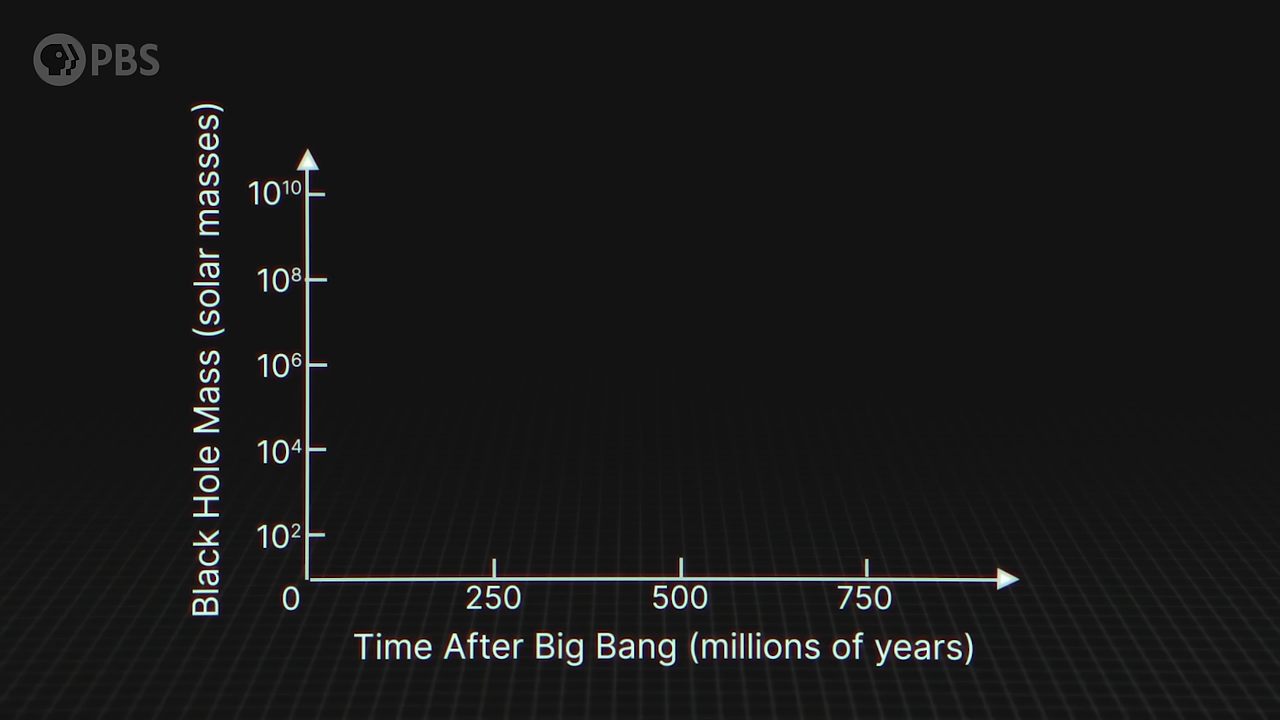 PBS
Black Hole Mass (solar masses)
10¹⁰
10⁸
10⁶
10⁴
10²
0 250 500 750
Time After Big Bang (millions of years)